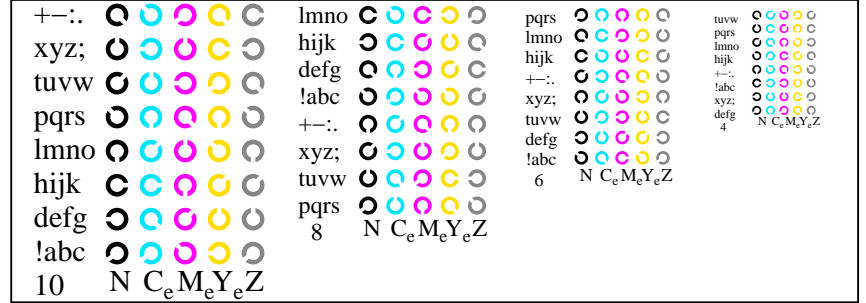 +−:.
xyz;
tuvw
pqrs
lmno
hijk
defg
!abc
10 N CeMeYeZ
lmno
hijk
defg
!abc
+−:.
xyz;
tuvw
pqrs
8 N CeMeYeZ
pqrs
lmno
hijk
+−:.
xyz;
tuvw
defg
!abc
6 N CeMeYeZ
tuvw
pqrs
lmno
hijk
+−:.
!abc
xyz;
defg
4 N CeMeYeZ